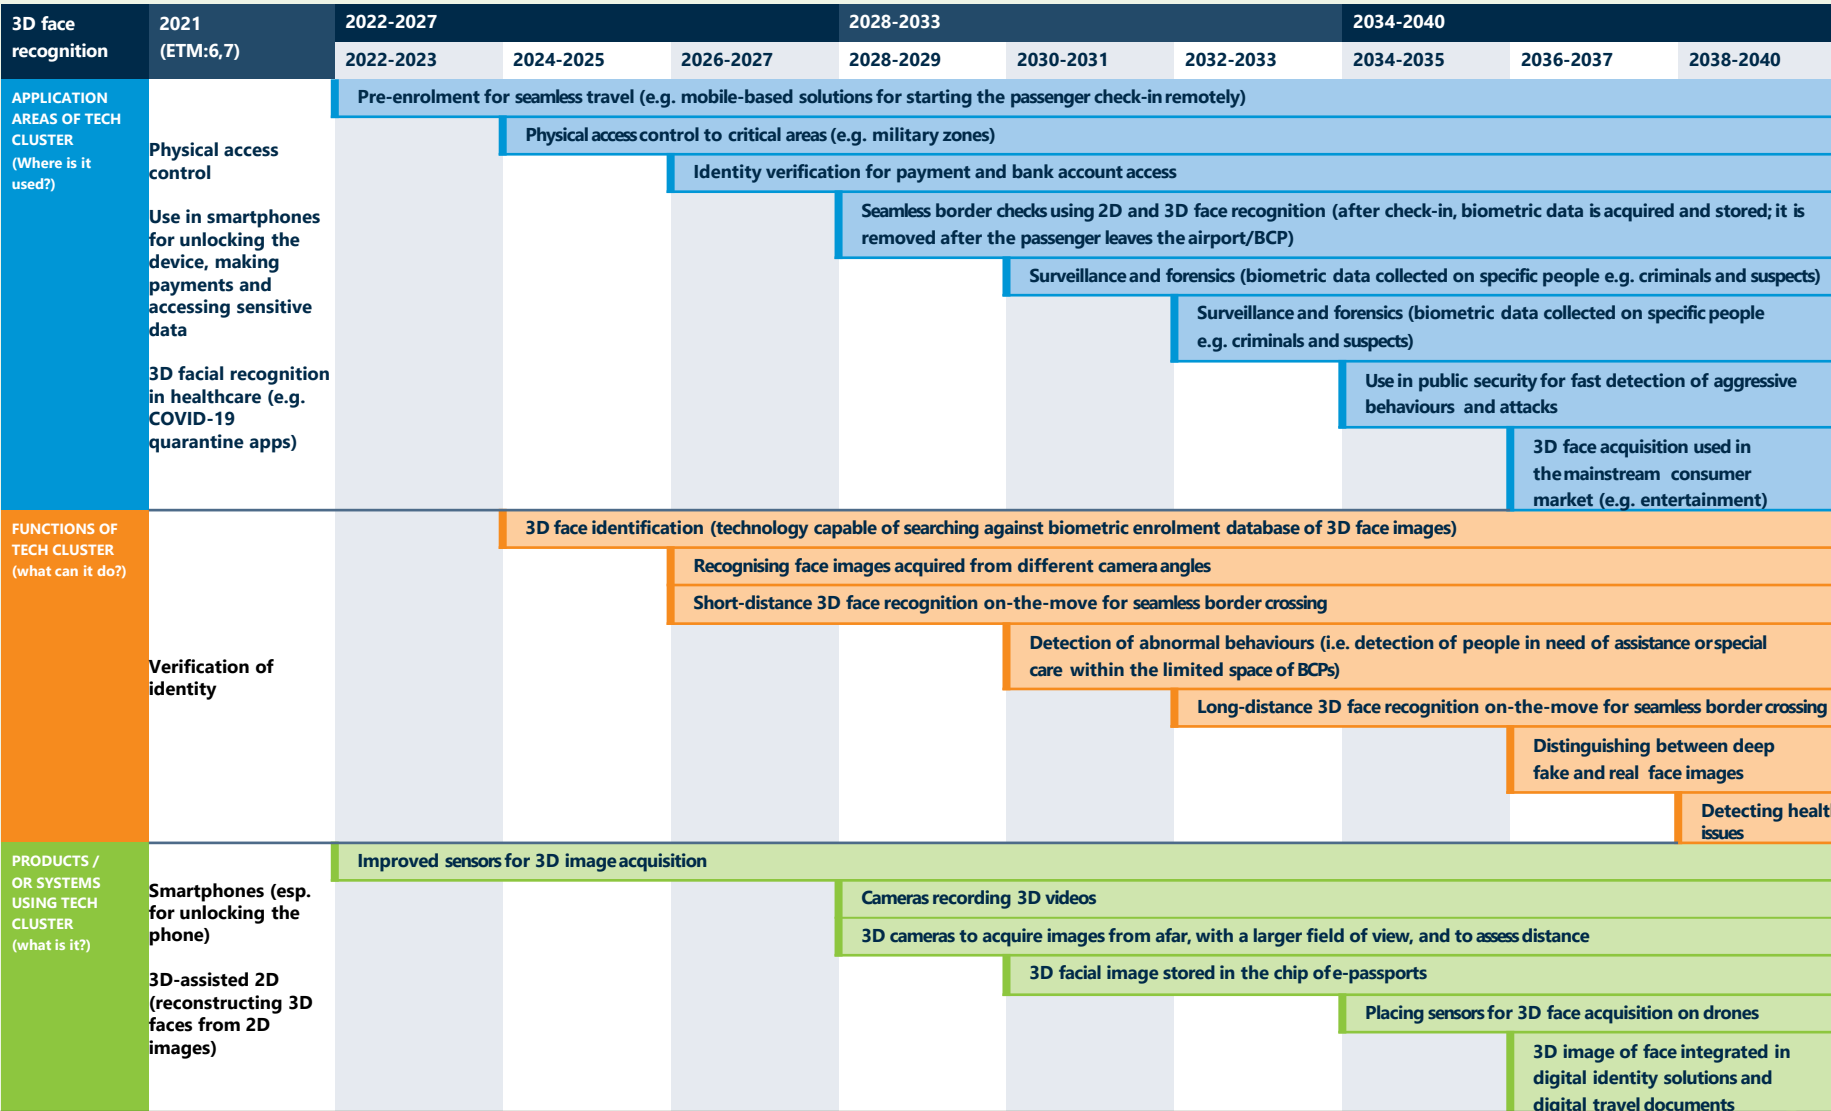 3D face
recognition
2021
(ETM:6,7)
2022-2027
2028-2033
2034-2040
2022-2023
2024-2025
2026-2027
2028-2029
2030-2031
2032-2033
2034-2035
2036-2037
2038-2040
APPLICATION
AREAS OF TECH
CLUSTER
(Where is it
used?)
Physical access
control
Use in smartphones
for unlocking the
device, making
payments and
accessing sensitive
data
3D facial recognition
in healthcare (e.g.
COVID-19
quarantine apps)
Pre-enrolment for seamless travel (e.g. mobile-based solutions for starting the passenger check-in remotely)
Physical access control to critical areas (e.g. military zones)
Identity verification for payment and bank account access
Seamless border checks using 2D and 3D face recognition (after check-in, biometric data is acquired and stored; it is
removed after the passenger leaves the airport/BCP)
Surveillance and forensics (biometric data collected on specific people e.g. criminals and suspects)
Surveillance and forensics (biometric data collected on specific people
e.g. criminals and suspects)
Use in public security for fast detection of aggressive
behaviours and attacks
3D face acquisition used in
the mainstream consumer
market (e.g. entertainment)
FUNCTIONS OF
TECH CLUSTER
(what can it do?)
Verification of
identity
3D face identification (technology capable of searching against biometric enrolment database of 3D face images)
Recognising face images acquired from different camera angles
Short-distance 3D face recognition on-the-move for seamless border crossing
Detection of abnormal behaviours (i.e. detection of people in need of assistance or special
care within the limited space of BCPs)
Long-distance 3D face recognition on-the-move for seamless border crossing
Distinguishing between deep
fake and real face images
Detecting healt
issues
PRODUCTS /
OR SYSTEMS
USING TECH
CLUSTER
(what is it?)
Smartphones (esp.
for unlocking the
phone)
3D-assisted 2D
(reconstructing 3D
faces from 2D
images)
Improved sensors for 3D image acquisition
Cameras recording 3D videos
3D cameras to acquire images from afar, with a larger field of view, and to assess distance
3D facial image stored in the chip of e-passports
Placing sensors for 3D face acquisition on drones
3D image of face integrated in
digital identity solutions and
digital travel documents